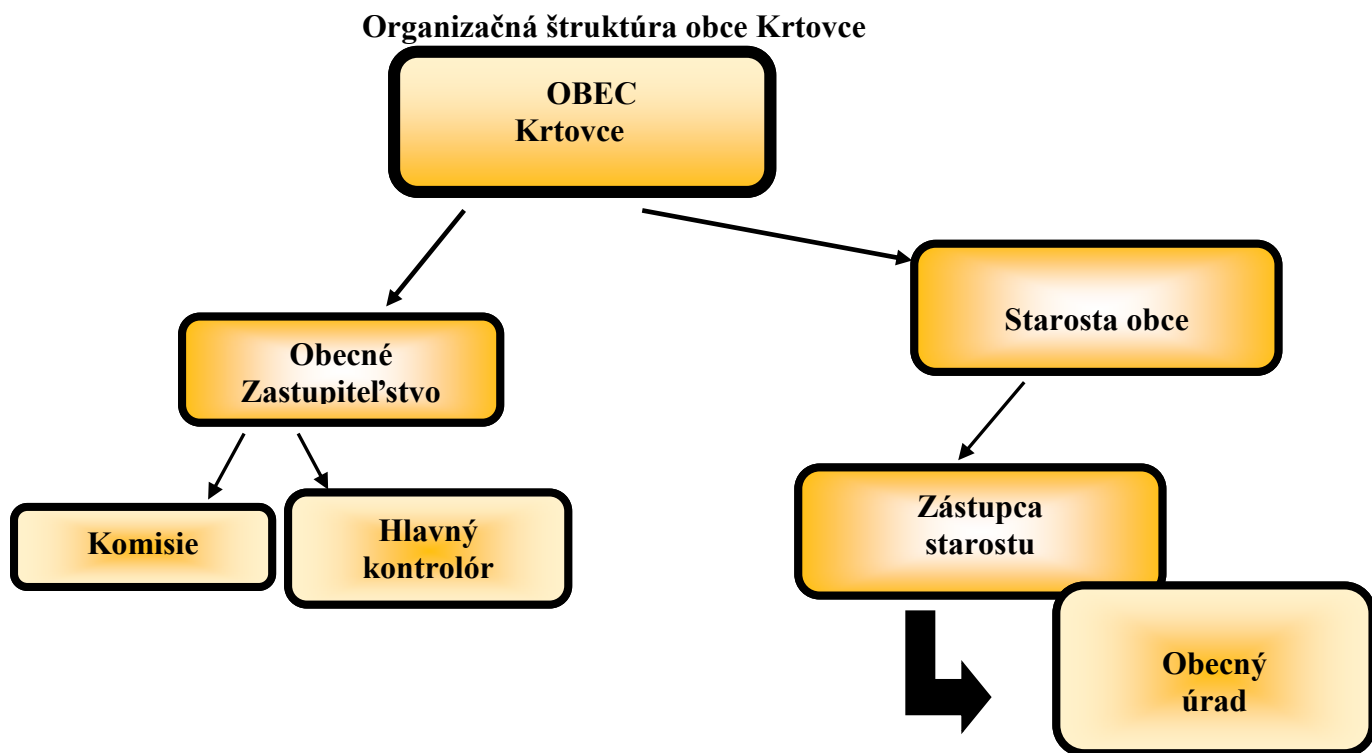 Organizačná štruktúra obce Krtovce
OBEC
Krtovce
Starosta obce
Obecné
Zastupiteľstvo
Komisie
Hlavný
kontrolór
Zástupca
starostu
Obecný
úrad